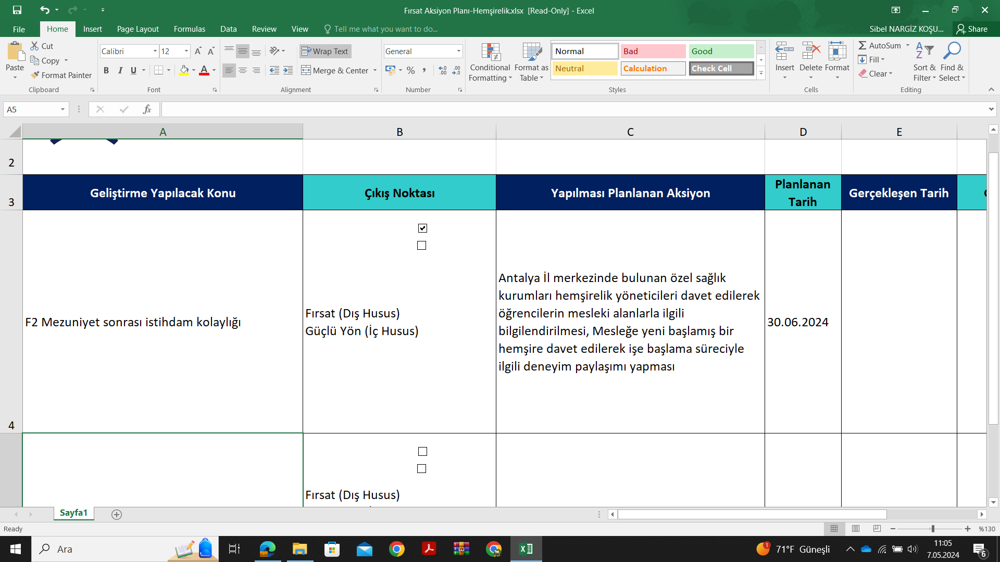 Fırsat Aksiyon Planı-Hemşirelik.xlsx [Read-Only] - Excel
File Home Insert Page Layout Formulas Data Review View Tell me what you want to do...
Sibel NARGİZ KOŞU... Share
Paste
Cut
Copy
Format Painter
Clipboard
Calibri 12
B I U
Font
Wrap Text
Merge & Center
Alignment
General
% ,
Number
Conditional Formatting
Format as Table
Normal Bad Good
Neutral Calculation Check Cell
Styles
Insert Delete Format
Cells
AutoSum
Fill
Clear
Sort & Filter
Find & Select
Editing
A5
fx
A B C D E
2
3
Geliştirme Yapılacak Konu
Çıkış Noktası
Yapılması Planlanan Aksiyon
Planlanan
Tarih
Gerçekleşen Tarih
4
F2 Mezuniyet sonrası istihdam kolaylığı
Fırsat (Dış Husus)
Güçlü Yön (İç Husus)
Antalya İl merkezinde bulunan özel sağlık
kurumları hemşirelik yöneticileri davet edilerek
öğrencilerin mesleki alanlarla ilgili
bilgilendirilmesi, Mesleğe yeni başlamış bir
hemşire davet edilerek işe başlama süreciyle
ilgili deneyim paylaşımı yapması
30.06.2024
Fırsat (Dış Husus)
Sayfa1
Ready
%130
Ara
71°F Güneşli
11:05
7.05.2024
1
6